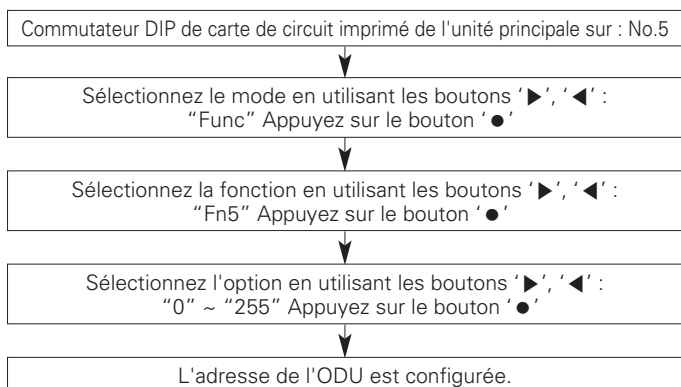 Commutateur DIP de carte de circuit imprimé de l'unité principale sur : No.5
Sélectionnez le mode en utilisant les boutons ‘▶’, ‘◀’ :
“Func” Appuyez sur le bouton ‘●’
Sélectionnez la fonction en utilisant les boutons ‘▶’, ‘◀’ :
“Fn5” Appuyez sur le bouton ‘●’
Sélectionnez l'option en utilisant les boutons ‘▶’, ‘◀’ :
“0” ~ “255” Appuyez sur le bouton ‘●’
L'adresse de l'ODU est configurée.